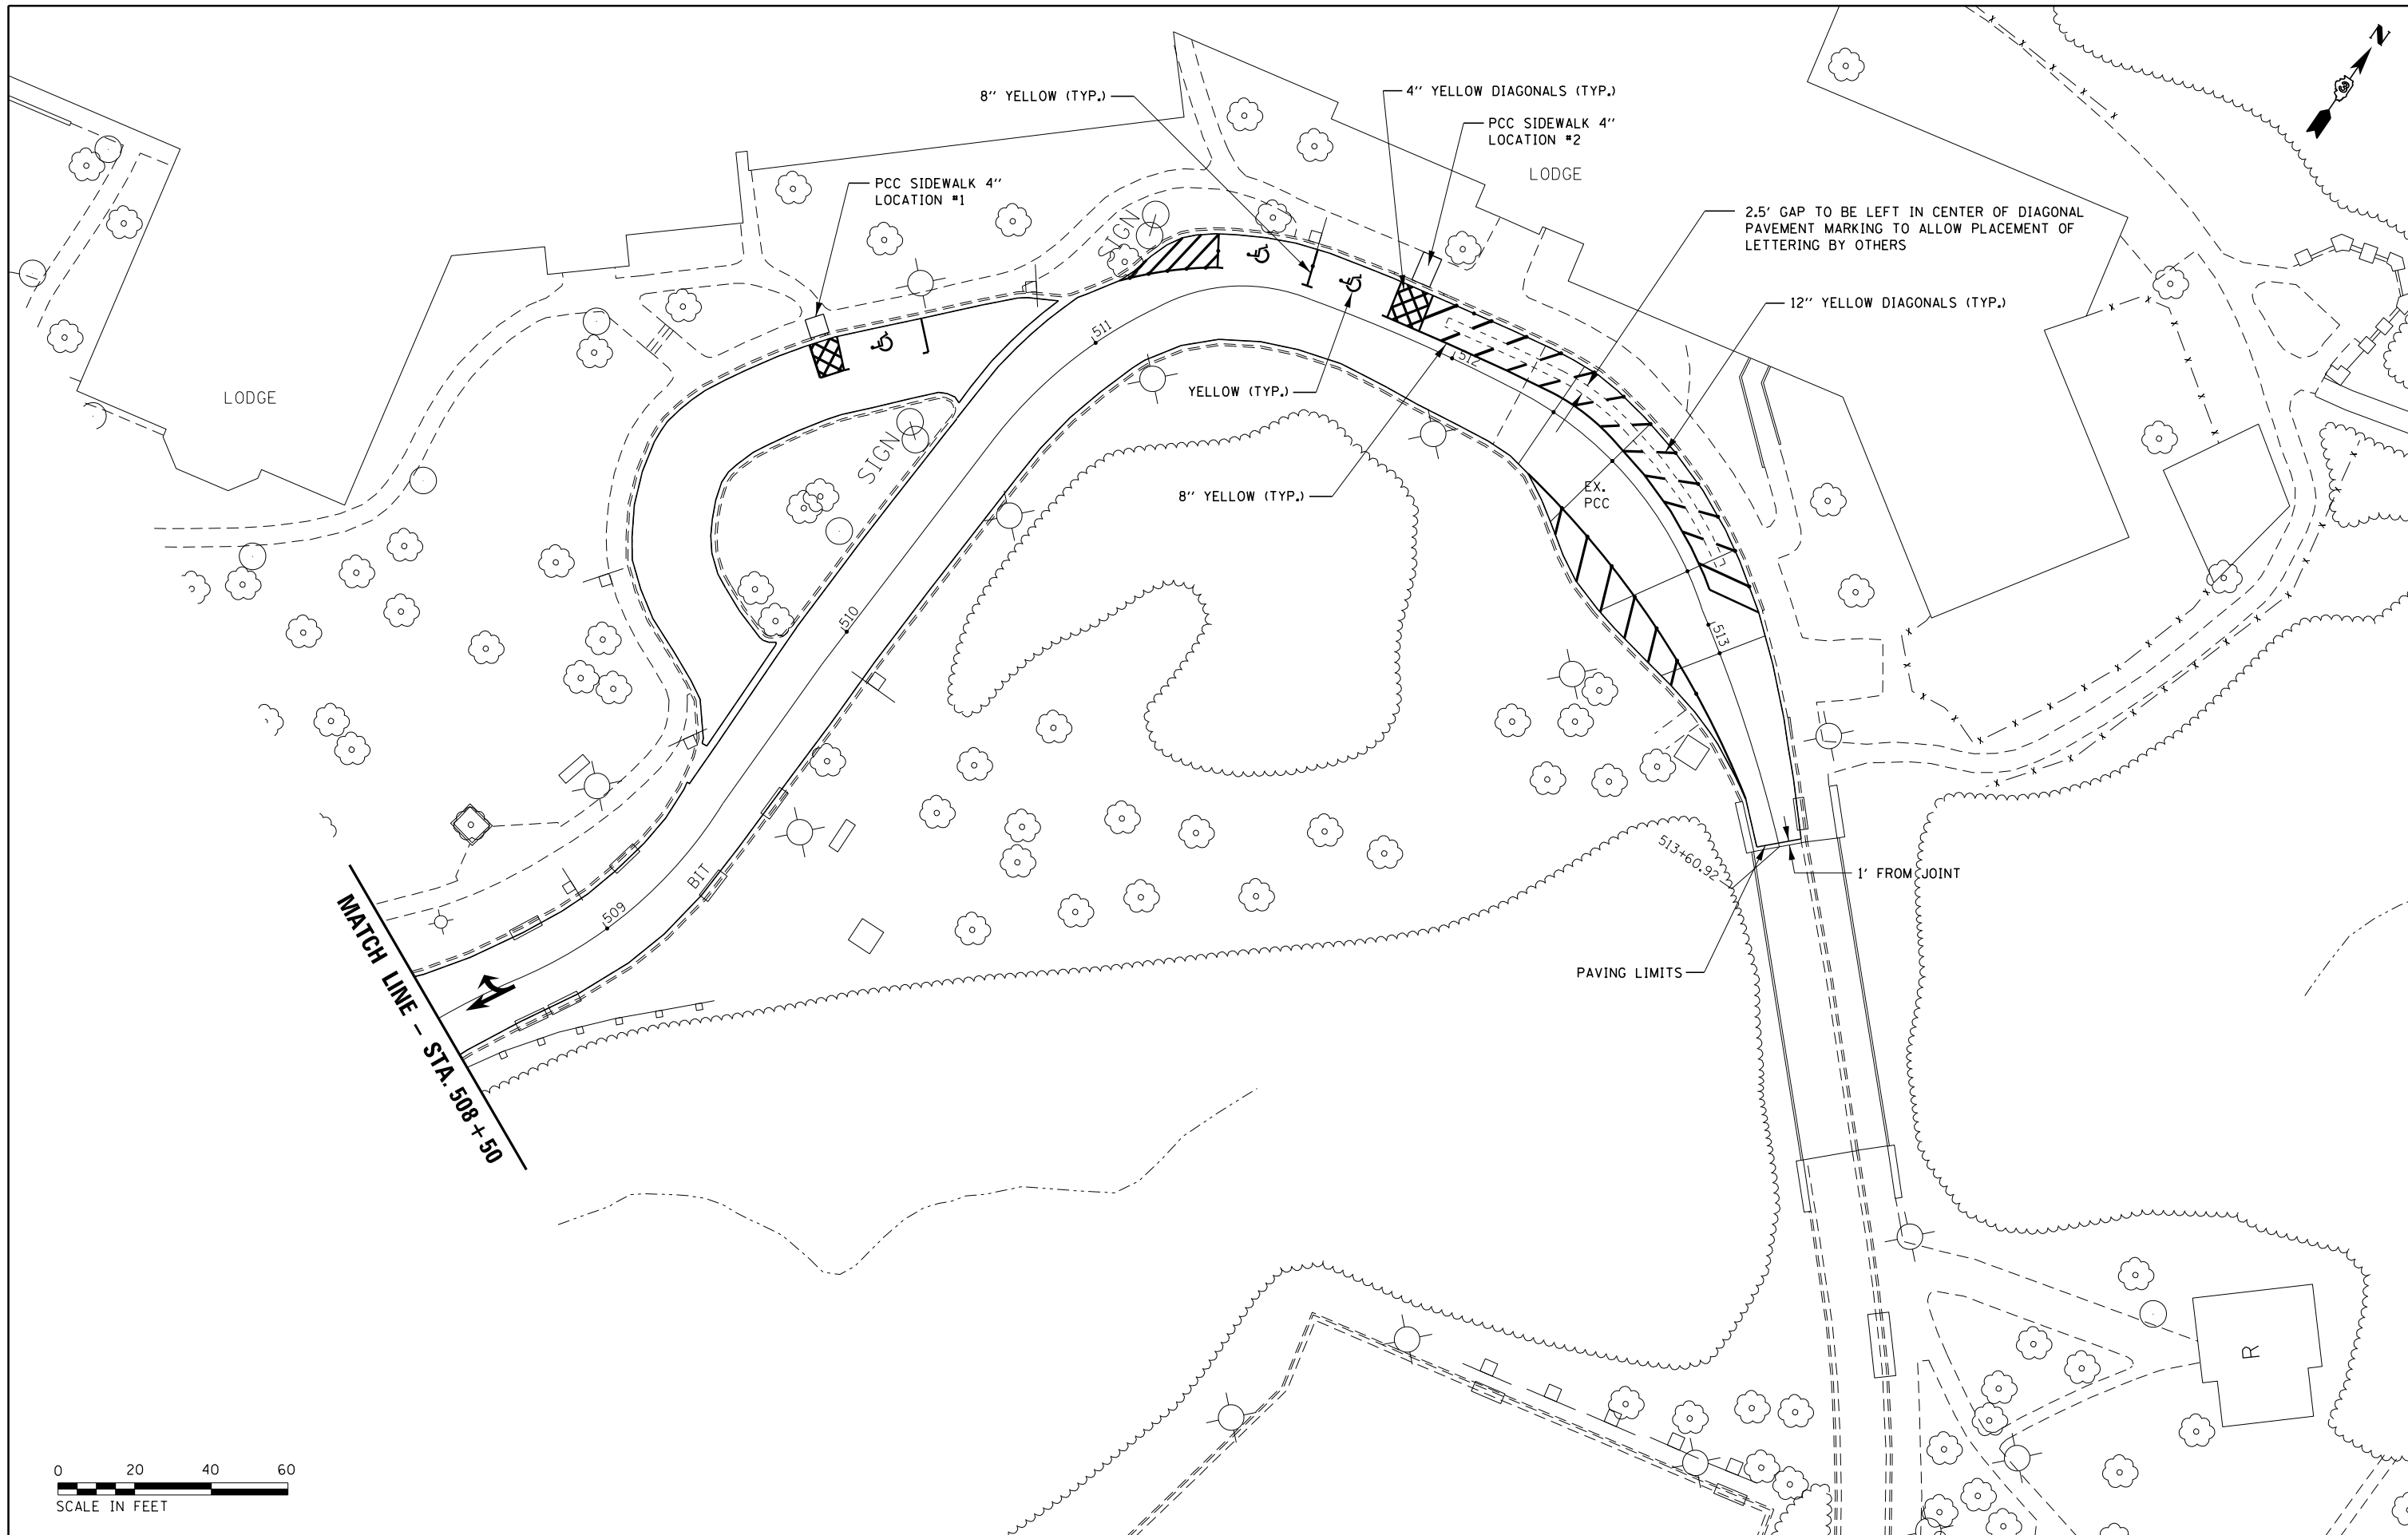 N
3
8" YELLOW (TYP.)
4" YELLOW DIAGONALS (TYP.)
PCC SIDEWALK 4"
LOCATION #2
LODGE
PCC SIDEWALK 4"
LOCATION #1
SIGN
2.5' GAP TO BE LEFT IN CENTER OF DIAGONAL
PAVEMENT MARKING TO ALLOW PLACEMENT OF
LETTERING BY OTHERS
12" YELLOW DIAGONALS (TYP.)
511
512
YELLOW (TYP.)
LODGE
SIGN
8" YELLOW (TYP.)
EX.
PCC
510
513
513+60.92
1' FROM JOINT
BIT
509
PAVING LIMITS
MATCH LINE - STA. 508+50
R
0 20 40 60
SCALE IN FEET